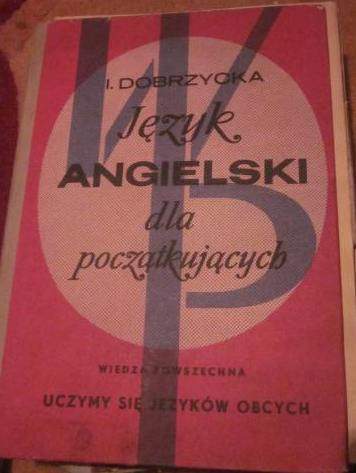 I. DOBRZYCKA
Język
ANGIELSKI
dla
początkujących
WIEDZA POWSZECHNA
UCZYMY SIĘ JĘZYKÓW OBCYCH